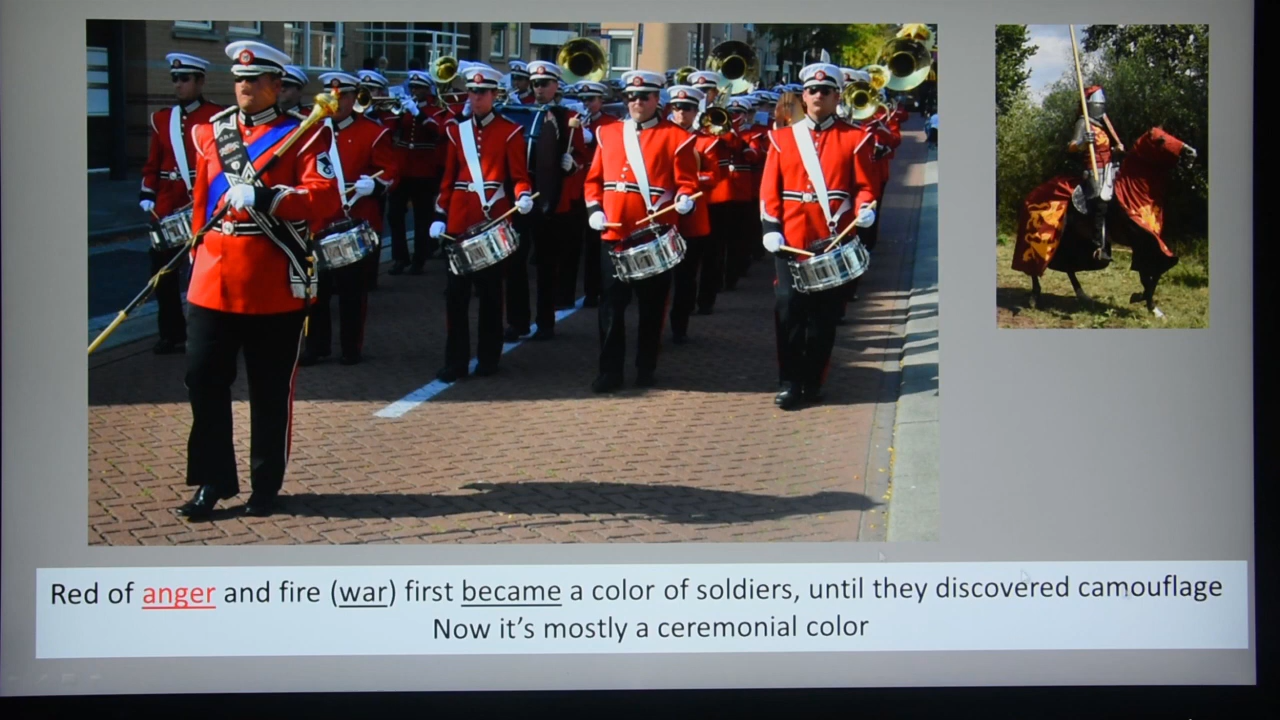 Red of anger and fire (war) first became a color of soldiers, until they discovered camouflage
Now it's mostly a ceremonial color